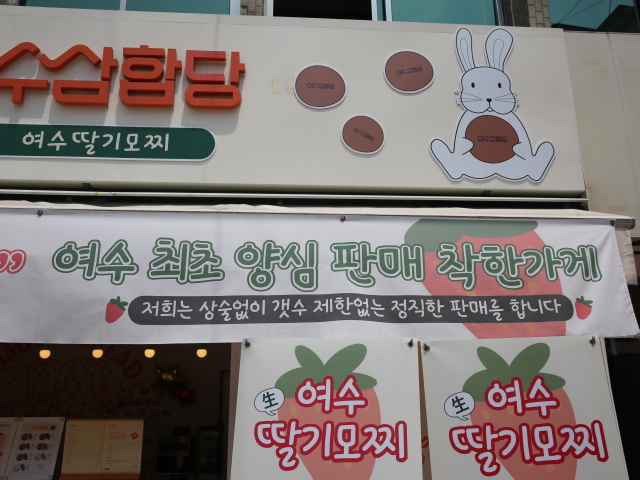 수삼함당
여수딸기모찌
여수 최초 양심 판매 착한가게
저희는 상술없이 갯수 제한없는 정직한 판매를 합니다
生 여수
딸기모찌
生 여수
딸기모찌